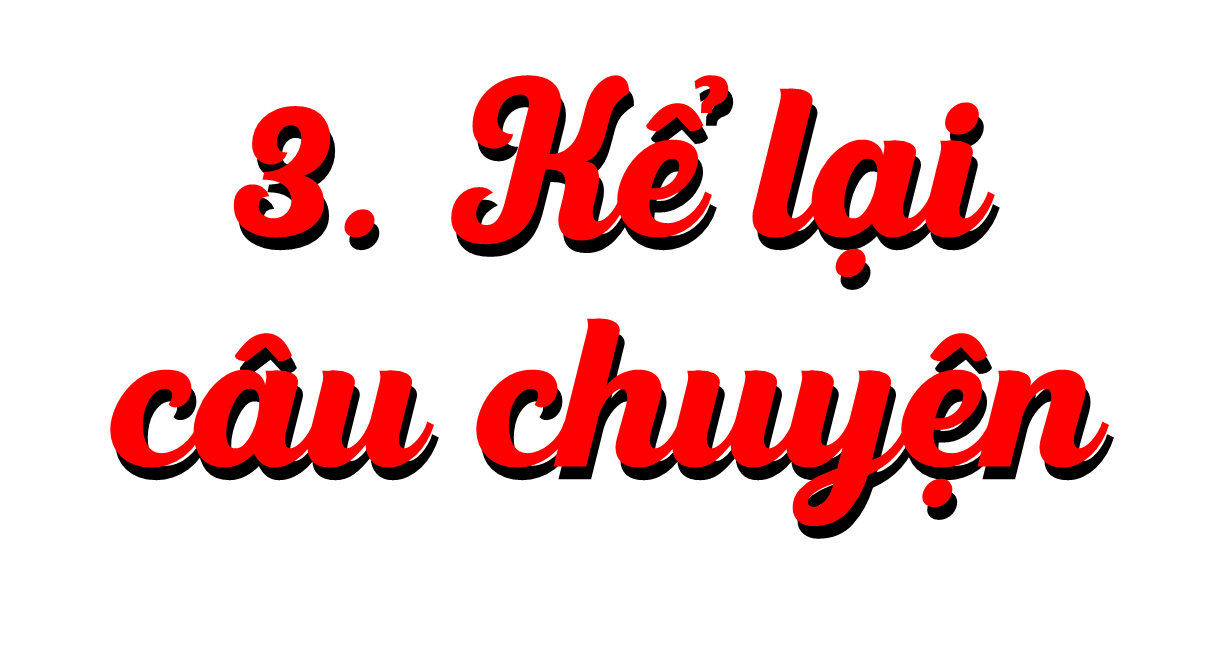 3. Kể lại
câu chuyện